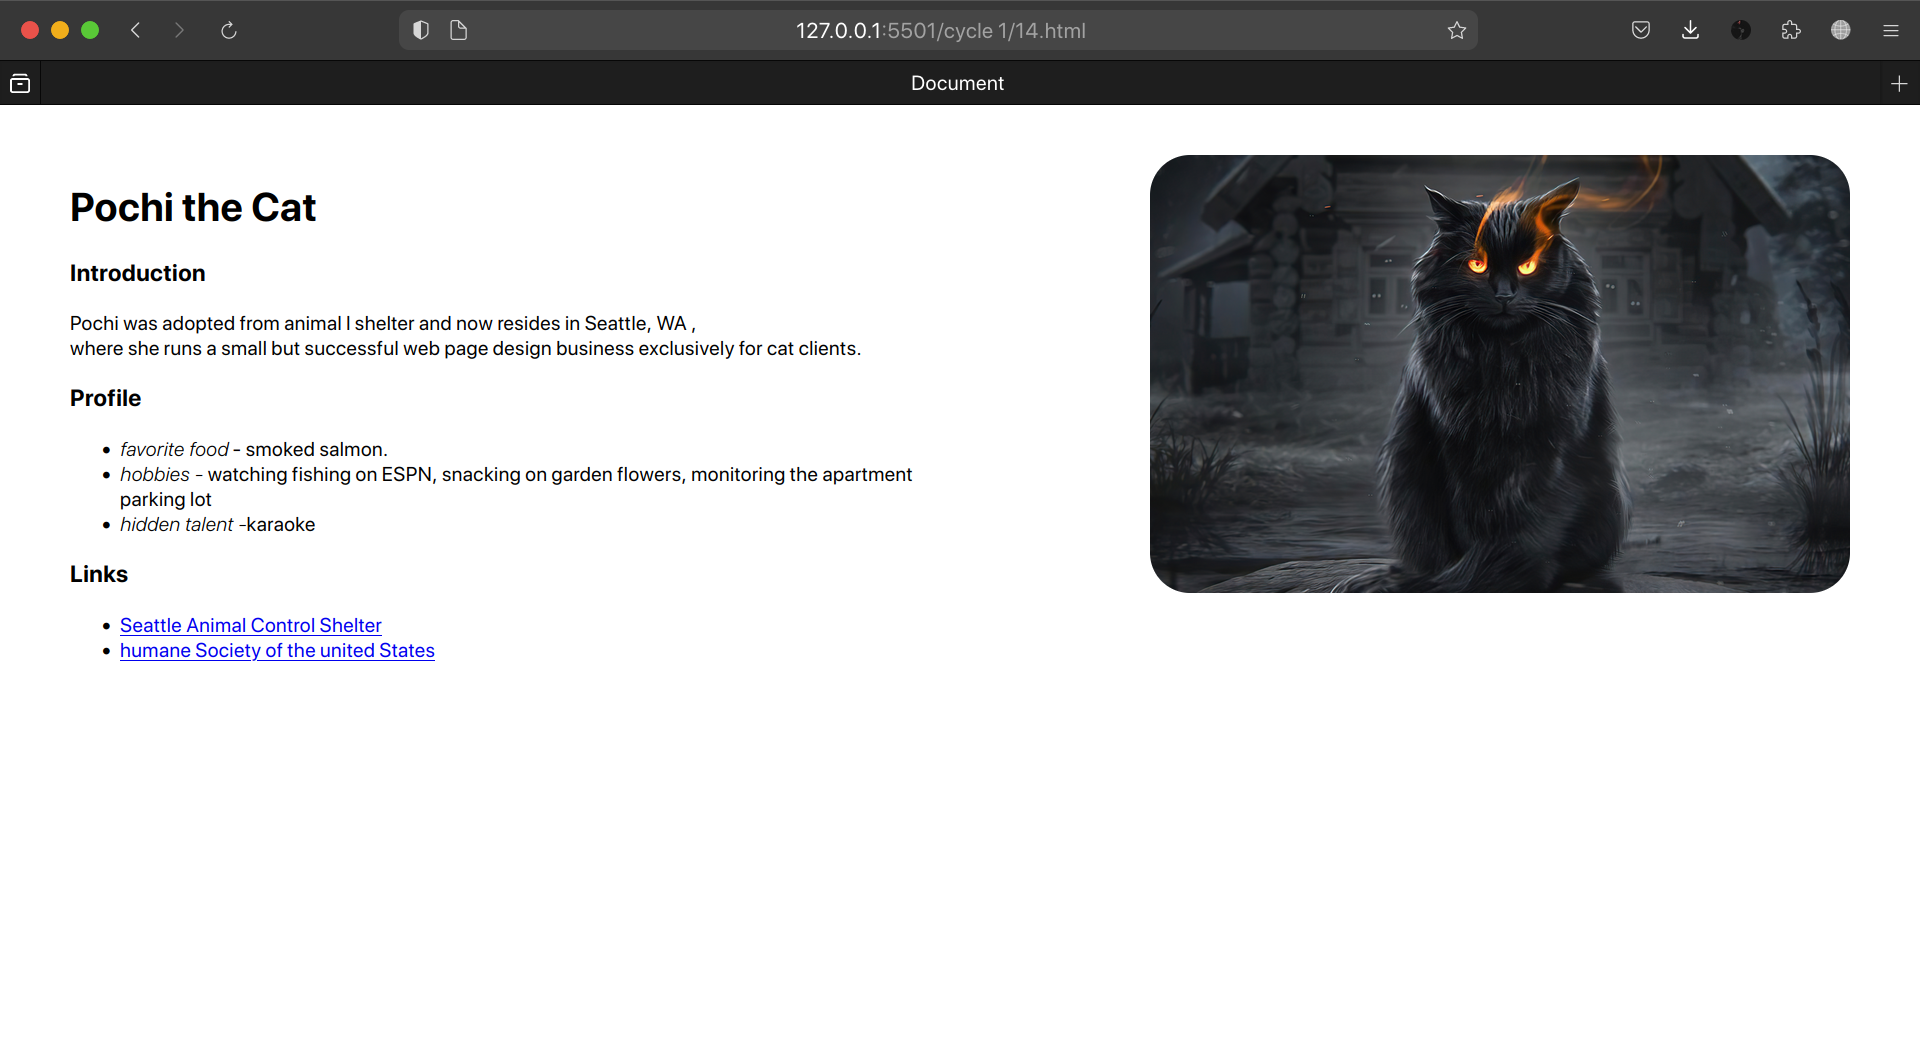 127.0.0.1:5501/cycle 1/14.html
Document
Pochi the Cat
Introduction
Pochi was adopted from animal l shelter and now resides in Seattle, WA ,
where she runs a small but successful web page design business exclusively for cat clients.
Profile
favorite food - smoked salmon.
hobbies - watching fishing on ESPN, snacking on garden flowers, monitoring the apartment
parking lot
hidden talent -karaoke
Links
Seattle Animal Control Shelter
humane Society of the united States